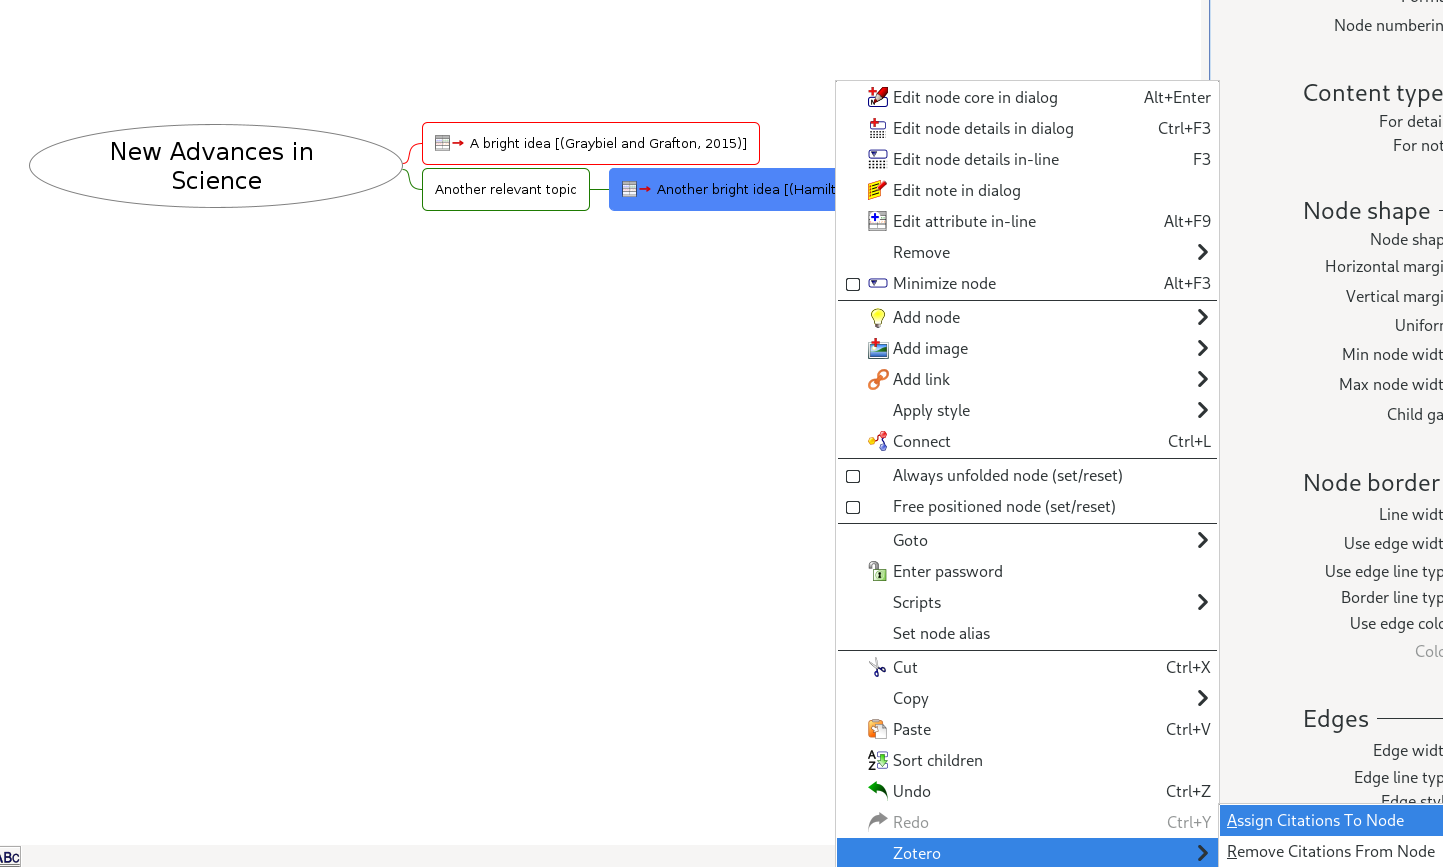 New Advances in
Science
A bright idea [(Graybiel and Grafton, 2015)]
Another relevant topic
Another bright idea [(Hamilt
Edit node core in dialog Alt+Enter
Edit node details in dialog Ctrl+F3
Edit node details in-line F3
Edit note in dialog
Edit attribute in-line Alt+F9
Remove
Minimize node Alt+F3
Add node
Add image
Add link
Apply style
Connect Ctrl+L
Always unfolded node (set/reset)
Free positioned node (set/reset)
Goto
Enter password
Scripts
Set node alias
Cut Ctrl+X
Copy
Paste Ctrl+V
Sort children
Undo Ctrl+Z
Redo Ctrl+Y
Zotero
Assign Citations To Node
Remove Citations From Node
Node numberin
Content type
For detai
For not
Node shape
Node shap
Horizontal margi
Vertical margi
Unifor
Min node widt
Max node widt
Child ga
Node border
Line widt
Use edge widt
Use edge line typ
Border line typ
Use edge colo
Colo
Edges
Edge widt
Edge line typ
Edge styl
ABc